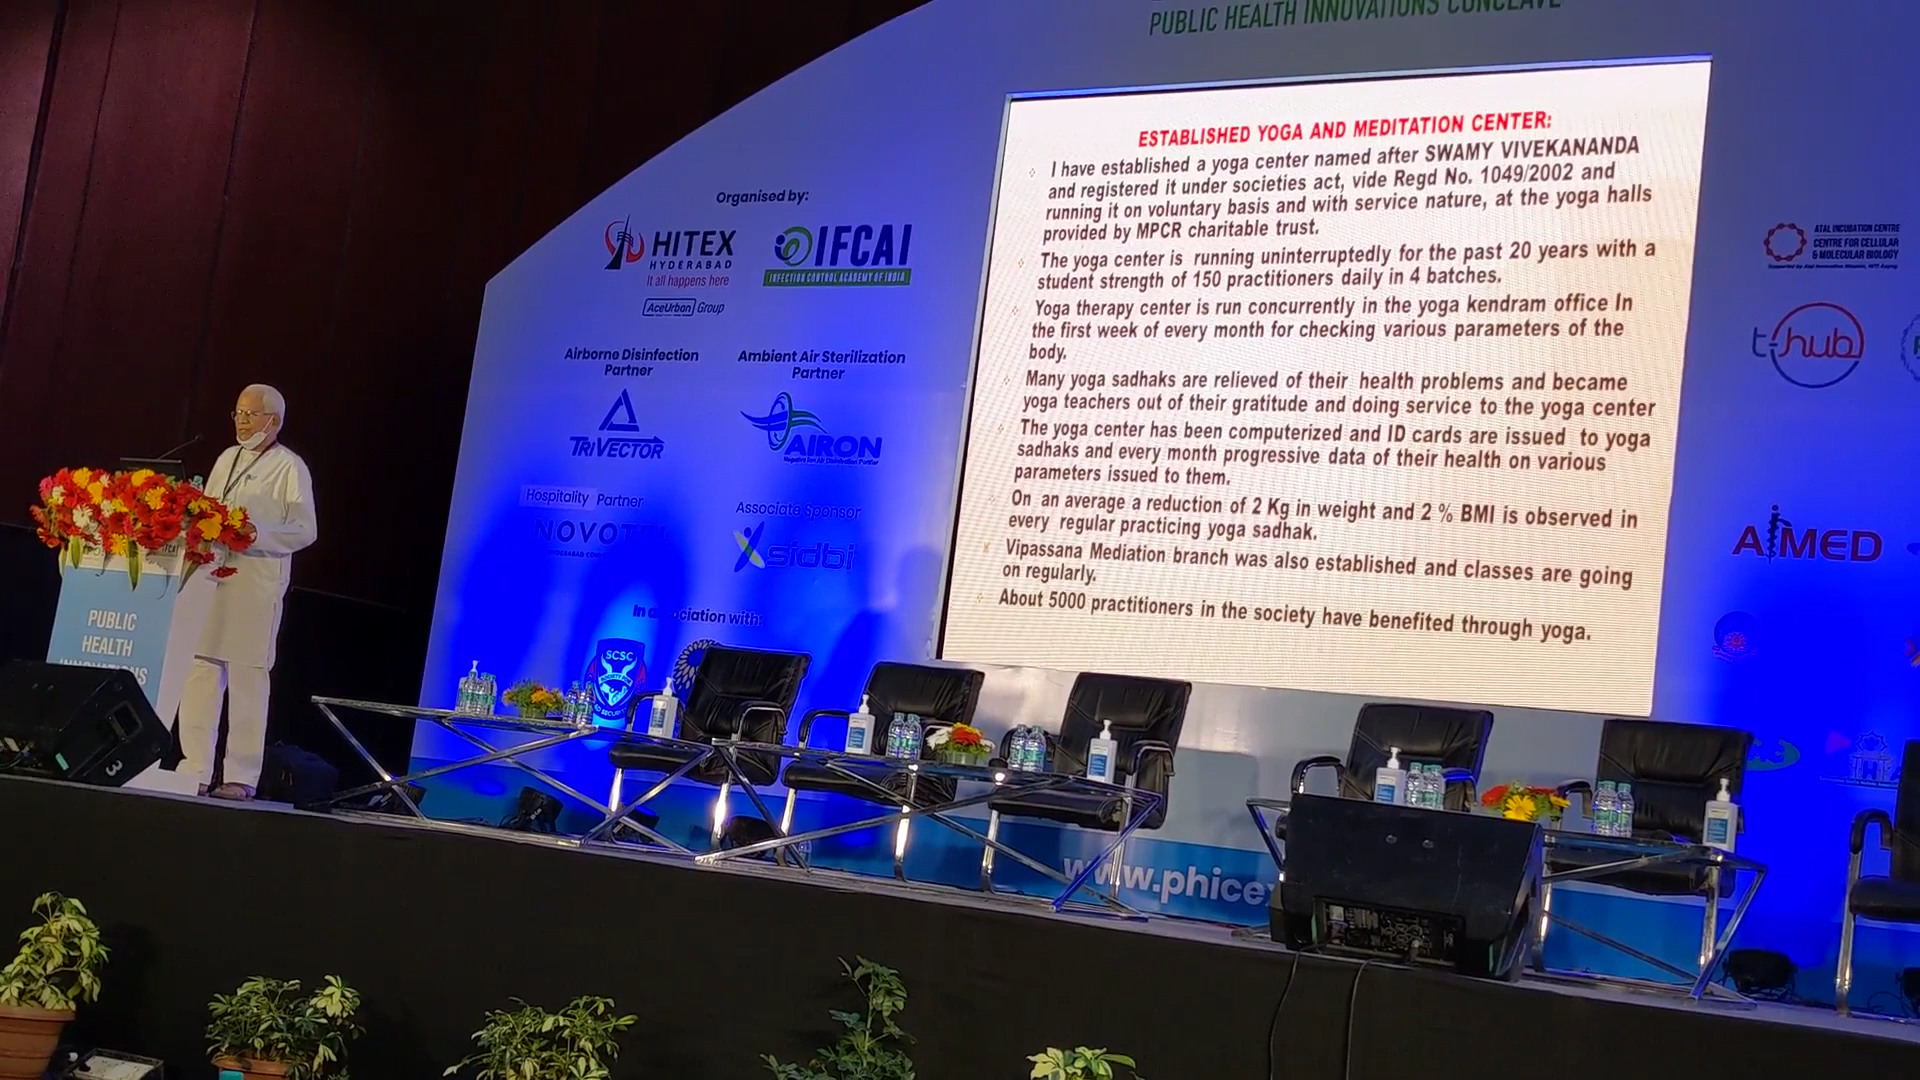 PUBLIC HEALTH INNOVATIONS CONCLAVE
ESTABLISHED YOGA AND MEDITATION CENTER:
I have established a yoga center named after SWAMY VIVEKANANDA
and registered it under societies act, vide Regd No. 1049/2002 and
running it on voluntary basis and with service nature, at the yoga halls
provided by MPCR charitable trust.
The yoga center is running uninterruptedly for the past 20 years with a
student strength of 150 practitioners daily in 4 batches.
Yoga therapy center is run concurrently in the yoga kendram office In
the first week of every month for checking various parameters of the
body.
Many yoga sadhaks are relieved of their health problems and became
yoga teachers out of their gratitude and doing service to the yoga center
The yoga center has been computerized and ID cards are issued to yoga
sadhaks and every month progressive data of their health on various
parameters issued to them.
On an average a reduction of 2 Kg in weight and 2 % BMI is observed in
every regular practicing yoga sadhak.
Vipassana Mediation branch was also established and classes are going
on regularly.
About 5000 practitioners in the society have benefited through yoga.
Organised by:
HITEX
HYDERABAD
It all happens here
AceUrban Group
IFCAI
INFECTION CONTROL ACADEMY OF INDIA
Airborne Disinfection
Partner
TRIVECTOR
Ambient Air Sterilization
Partner
AIRON
Hospitality Partner
NOVOTEL
Associate Sponsor
sidbi
In association with:
SCSC
ATAL INCUBATION CENTRE
CENTRE FOR CELLULAR
& MOLECULAR BIOLOGY
t-hub
AiMED
PUBLIC
HEALTH
INNOVATIONS
www.phice
3